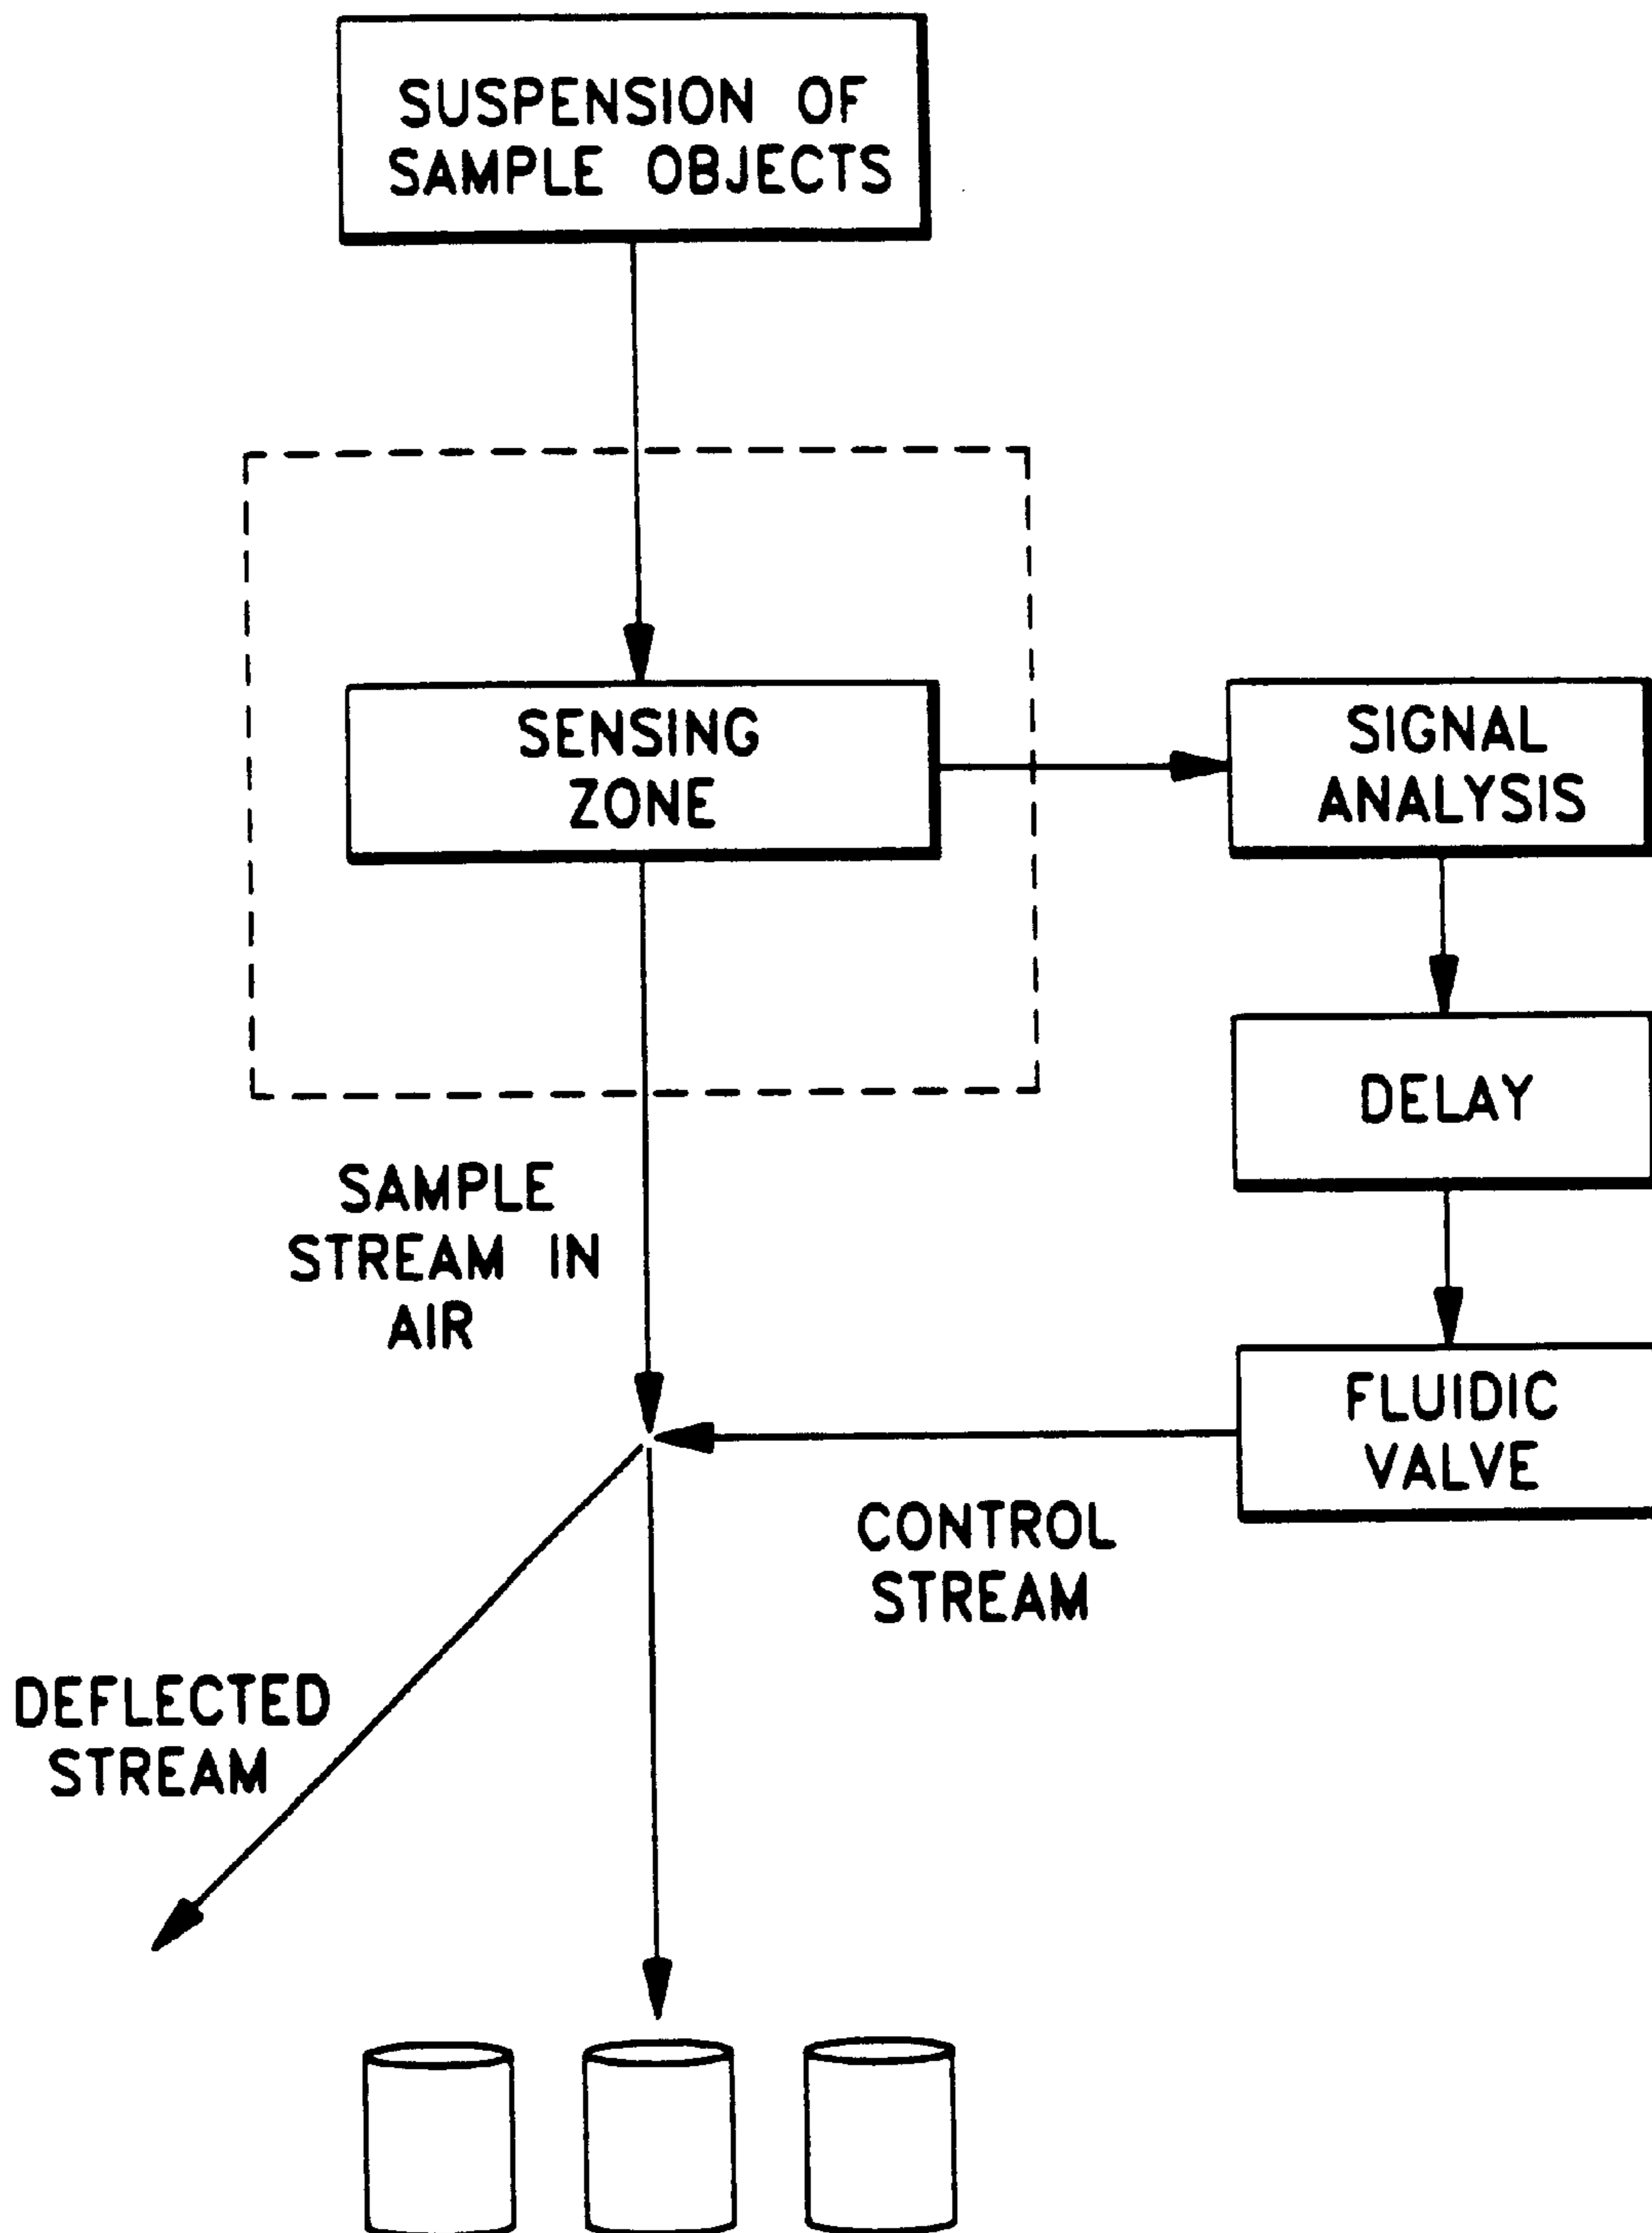 SUSPENSION OF
SAMPLE OBJECTS
SENSING
ZONE
SIGNAL
ANALYSIS
DELAY
SAMPLE
STREAM IN
AIR
FLUIDIC
VALVE
CONTROL
STREAM
DEFLECTED
STREAM